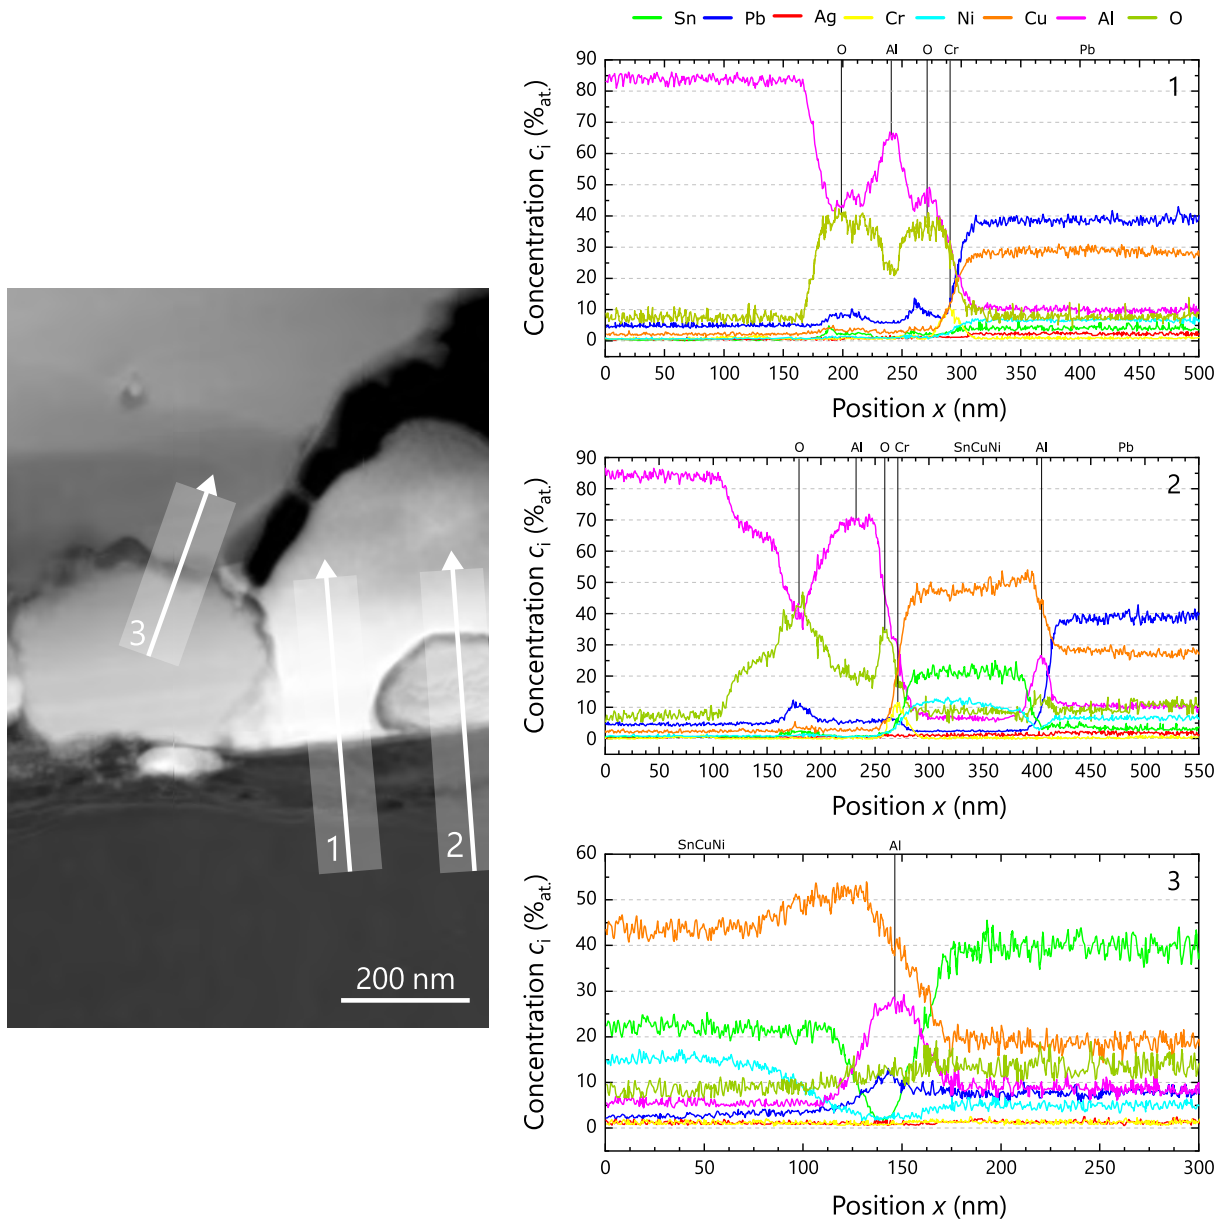 Sn Pb Ag Cr Ni Cu Al O
O Al O Cr Pb
1
90
80
70
60
50
40
30
20
10
0
Concentration cᵢ (%at.)
0 50 100 150 200 250 300 350 400 450 500
Position x (nm)
O Al O Cr SnCuNi Al Pb
2
90
80
70
60
50
40
30
20
10
0
Concentration cᵢ (%at.)
0 50 100 150 200 250 300 350 400 450 500 550
Position x (nm)
SnCuNi Al
3
60
50
40
30
20
10
0
Concentration cᵢ (%at.)
0 50 100 150 200 250 300
Position x (nm)
3
1
2
200 nm